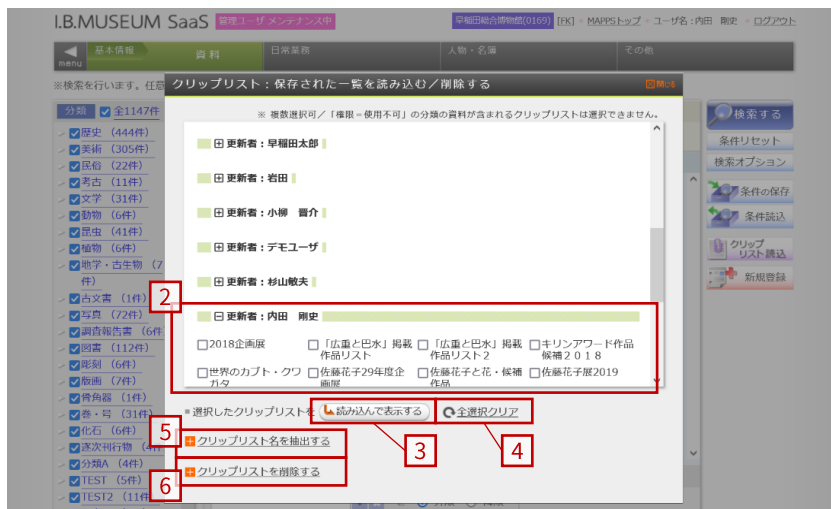 I.B.MUSEUM SaaS 管理ユーザ メンテナンス中 早稲田総合博物館(0169) [FK] MAPPSトップ ユーザ名:内田 剛史 ログアウト
menu 基本情報 資料 日常業務 人物・名簿 その他
※検索を行います。任意
クリップリスト:保存された一覧を読み込む/削除する 閉じる
分類 全1147件
※ 複数選択可/「権限=使用不可」の分類の資料が含まれるクリップリストは選択できません。
検索する
歴史 (444件)
美術 (305件)
民俗 (22件)
考古 (11件)
文学 (31件)
動物 (6件)
昆虫 (41件)
植物 (6件)
地学・古生物 (7
件)
古文書 (1件)
写真 (72件)
調査報告書 (6件
図書 (112件)
彫刻 (6件)
版画 (7件)
骨角器 (1件)
巻・号 (31件)
化石 (6件)
逐次刊行物 (4件
分類A (4件)
TEST (5件)
TEST2 (11件
更新者:早稲田太郎
更新者:岩田
更新者:小柳 晋介
更新者:デモユーザ
更新者:杉山敏夫
2
更新者:内田 剛史
2018企画展 「広重と巴水」掲載 「広重と巴水」掲載 キリンアワード作品
作品リスト 作品リスト2 候補2018
世界のカブト・クワ 佐藤花子29年度企 佐藤花子と花・候補 佐藤花子展2019
ガタ 画展 作品
選択したクリップリストを 読み込んで表示する 全選択クリア
3 4
5 クリップリスト名を抽出する
6 クリップリストを削除する
条件リセット
検索オプション
条件の保存
条件読込
クリップ
リスト読込
新規登録